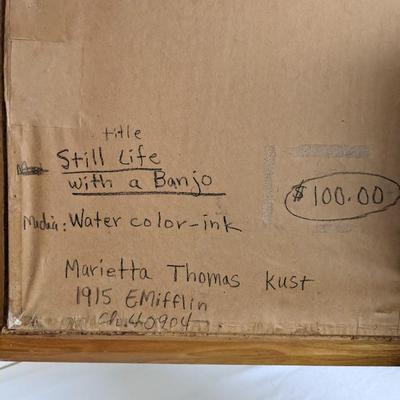 title
Still Life
with a Banjo
$100.00
Media: Water color-ink
Marietta Thomas Kust
1915 E Mifflin